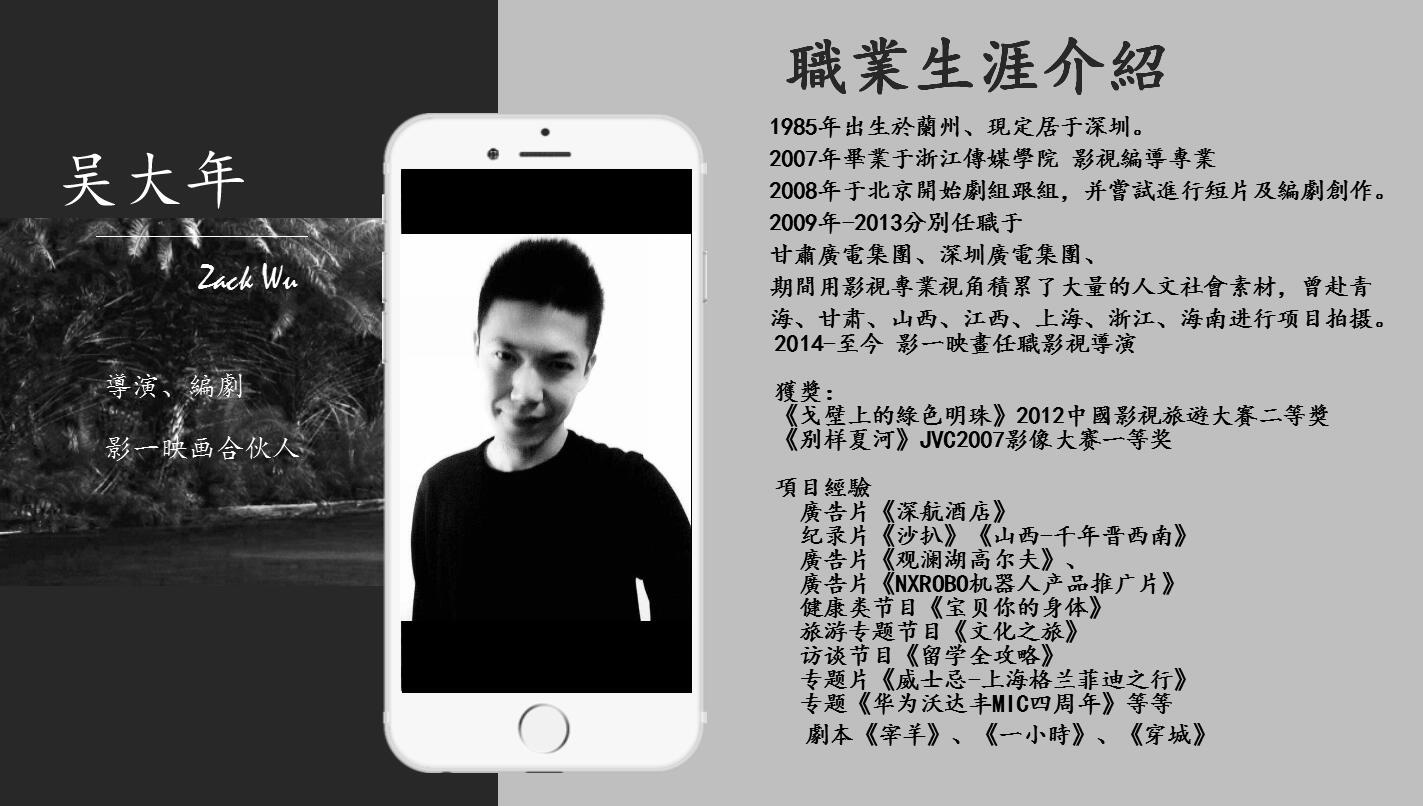 吴大年
Zack Wu
導演、編劇
影一映画合伙人
職業生涯介紹
1985年出生於蘭州、現定居于深圳。
2007年畢業于浙江傳媒學院 影視編導專業
2008年于北京開始劇組跟組，并嘗試進行短片及編劇創作。
2009年-2013分別任職于
甘肅廣電集團、深圳廣電集團、
期間用影視專業視角積累了大量的人文社會素材，曾赴青
海、甘肃、山西、江西、上海、浙江、海南进行项目拍摄。
2014-至今 影一映畫任職影視導演
獲獎：
《戈壁上的綠色明珠》2012中國影視旅遊大賽二等獎
《别样夏河》JVC2007影像大赛一等奖
項目經驗
廣告片《深航酒店》
纪录片《沙扒》《山西-千年晋西南》
廣告片《观澜湖高尔夫》、
廣告片《NXROBO机器人产品推广片》
健康类节目《宝贝你的身体》
旅游专题节目《文化之旅》
访谈节目《留学全攻略》
专题片《威士忌-上海格兰菲迪之行》
专题《华为沃达丰MIC四周年》等等
劇本《宰羊》、《一小時》、《穿城》